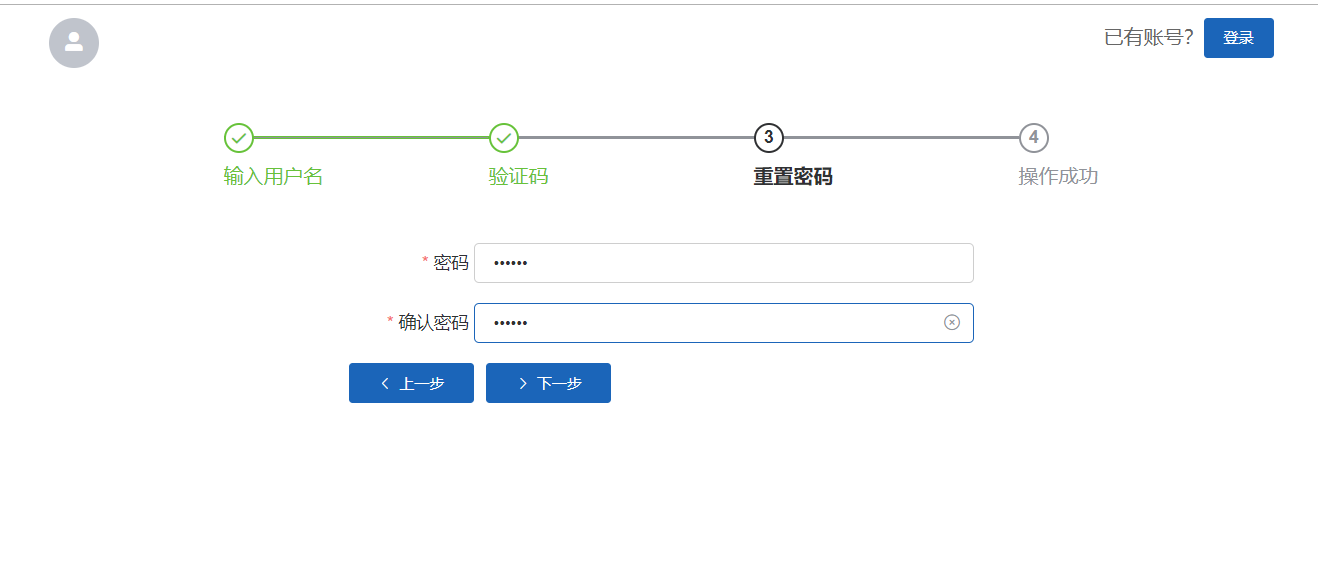 已有账号?
登录
3
4
输入用户名
验证码
重置密码
操作成功
* 密码
••••••
* 确认密码
••••••
上一步
下一步